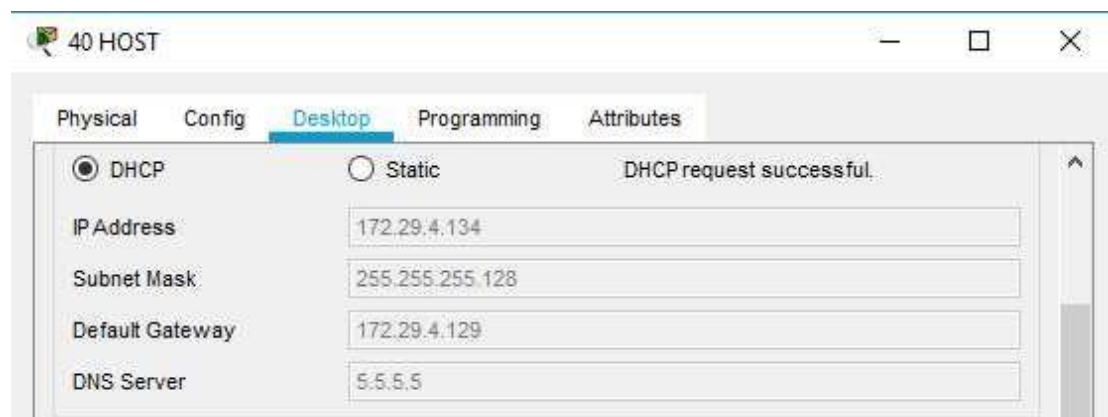 40 HOST
Physical Config Desktop Programming Attributes
DHCP Static DHCP request successful.
IP Address 172.29.4.134
Subnet Mask 255.255.255.128
Default Gateway 172.29.4.129
DNS Server 5.5.5.5